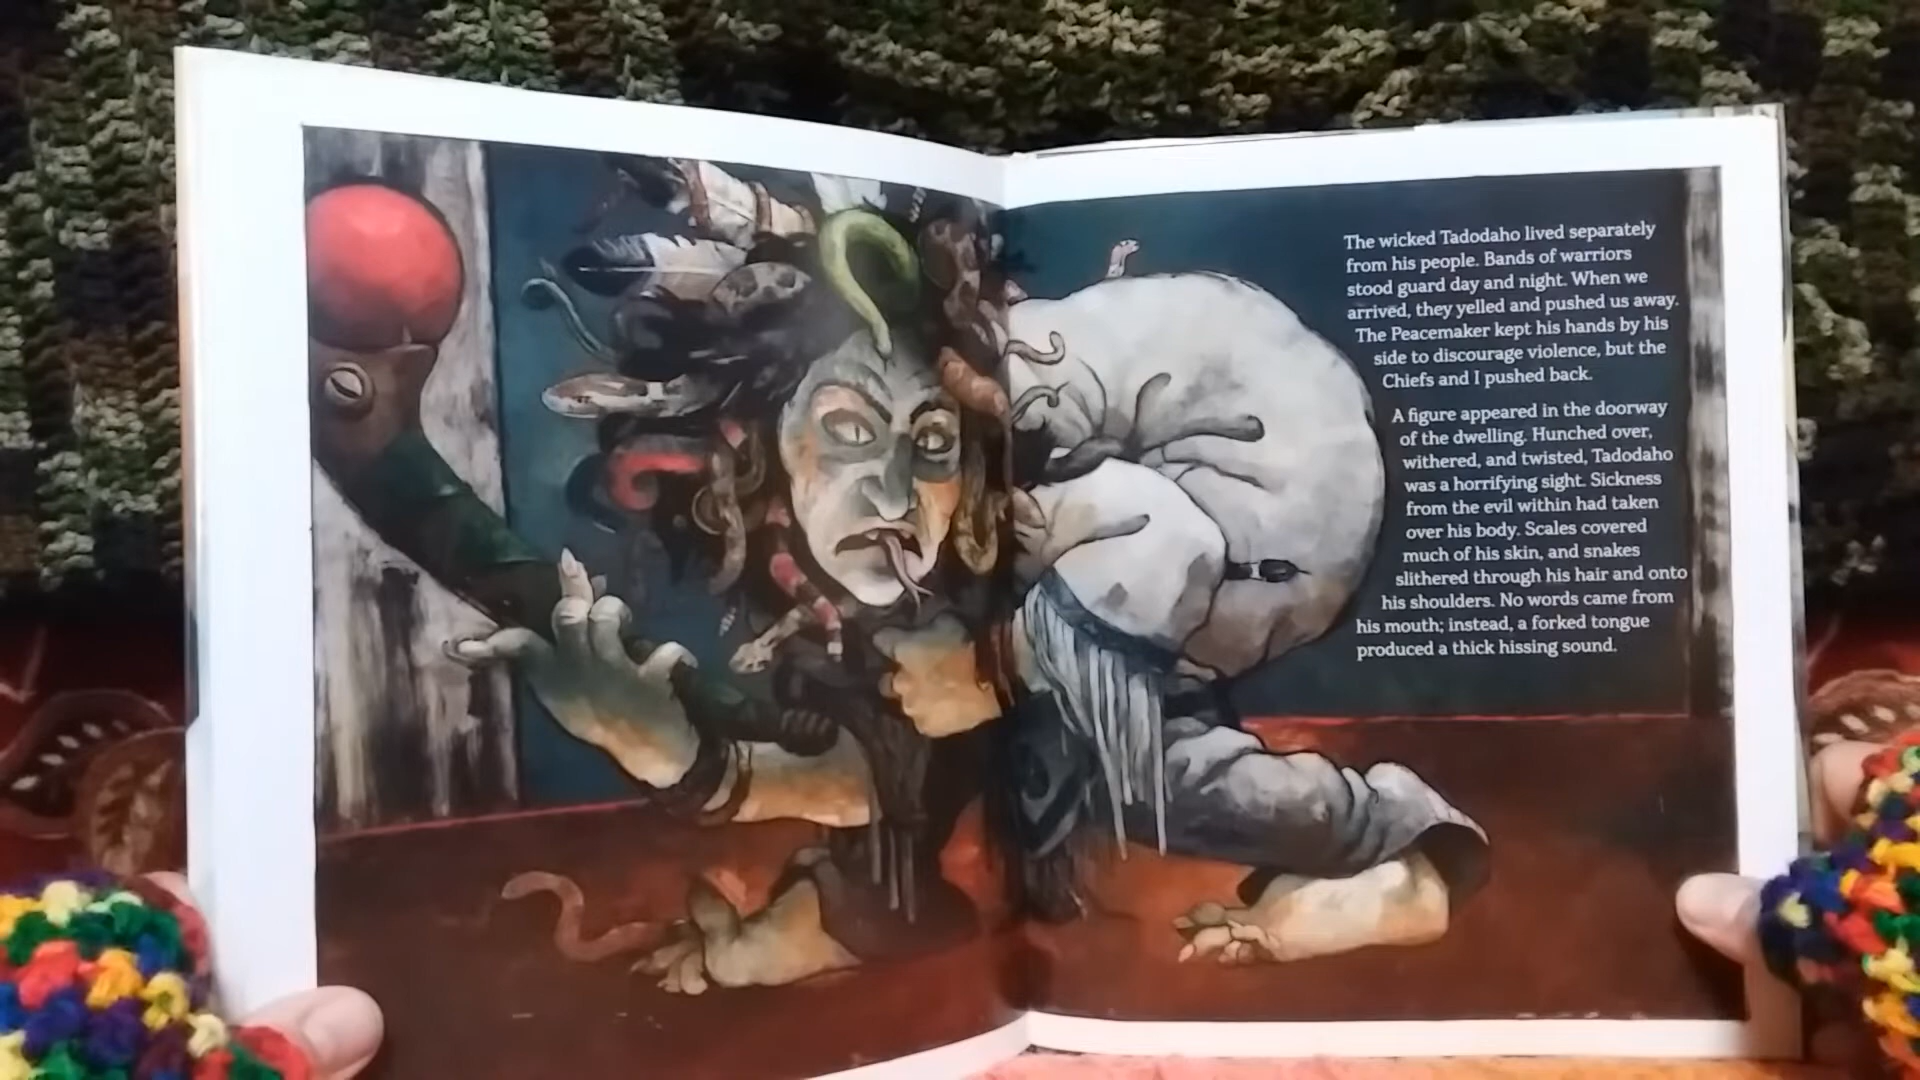 The wicked Tadodaho lived separately
from his people. Bands of warriors
stood guard day and night. When we
arrived, they yelled and pushed us away.
The Peacemaker kept his hands by his
side to discourage violence, but the
Chiefs and I pushed back.
A figure appeared in the doorway
of the dwelling. Hunched over,
withered, and twisted, Tadodaho
was a horrifying sight. Sickness
from the evil within had taken
over his body. Scales covered
much of his skin, and snakes
slithered through his hair and onto
his shoulders. No words came from
his mouth; instead, a forked tongue
produced a thick hissing sound.